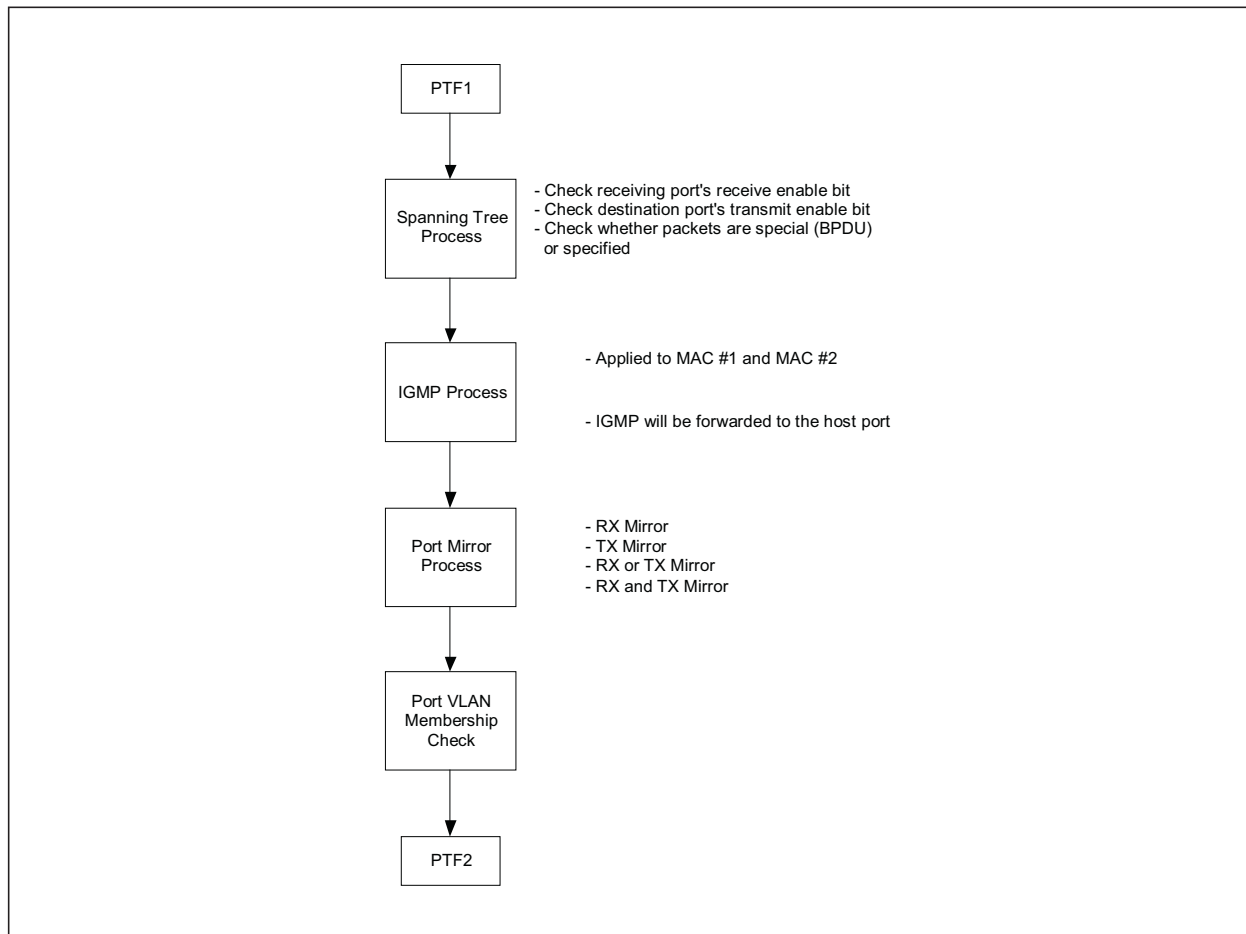 PTF1
Spanning Tree
Process
- Check receiving port's receive enable bit
- Check destination port's transmit enable bit
- Check whether packets are special (BPDU)
or specified
IGMP Process
- Applied to MAC #1 and MAC #2
- IGMP will be forwarded to the host port
Port Mirror
Process
- RX Mirror
- TX Mirror
- RX or TX Mirror
- RX and TX Mirror
Port VLAN
Membership
Check
PTF2